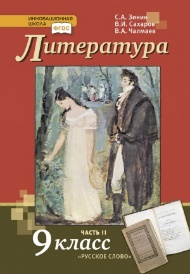 ИННОВАЦИОННАЯ
ШКОЛА
ФГОС
С.А. Зинин
В.И. Сахаров
В.А. Чалмаев
Литература
ЧАСТЬ II
9 класс
«РУССКОЕ СЛОВО»